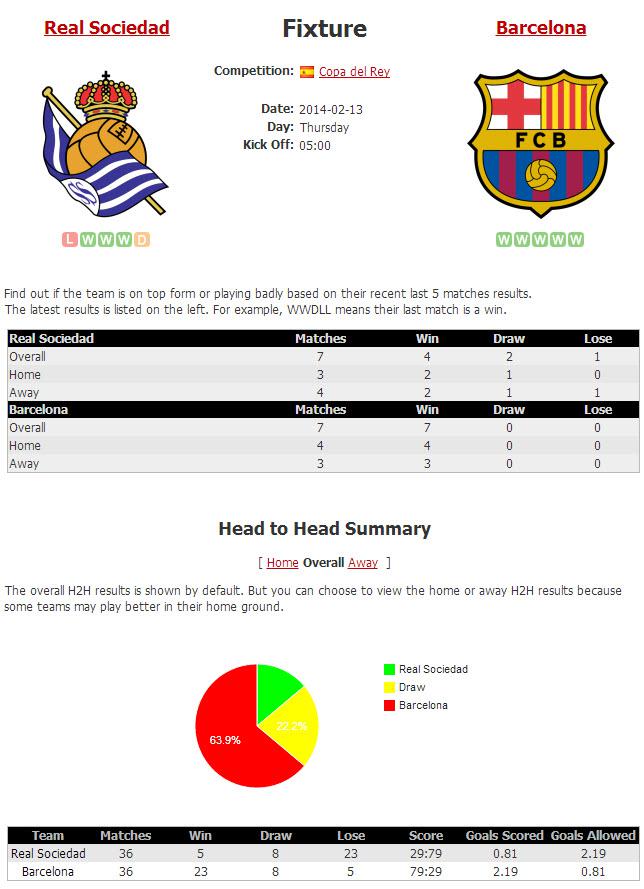 Real Sociedad
Fixture
Barcelona
Competition: Copa del Rey
Date: 2014-02-13
Day: Thursday
Kick Off: 05:00
FCB
L W W W D
W W W W W
Find out if the team is on top form or playing badly based on their recent last 5 matches results.
The latest results is listed on the left. For example, WWDLL means their last match is a win.
Real Sociedad Matches Win Draw Lose
Overall 7 4 2 1
Home 3 2 1 0
Away 4 2 1 1
Barcelona Matches Win Draw Lose
Overall 7 7 0 0
Home 4 4 0 0
Away 3 3 0 0
Head to Head Summary
[ Home Overall Away ]
The overall H2H results is shown by default. But you can choose to view the home or away H2H results because
some teams may play better in their home ground.
Real Sociedad
Draw
Barcelona
22.2%
63.9%
Team Matches Win Draw Lose Score Goals Scored Goals Allowed
Real Sociedad 36 5 8 23 29:79 0.81 2.19
Barcelona 36 23 8 5 79:29 2.19 0.81